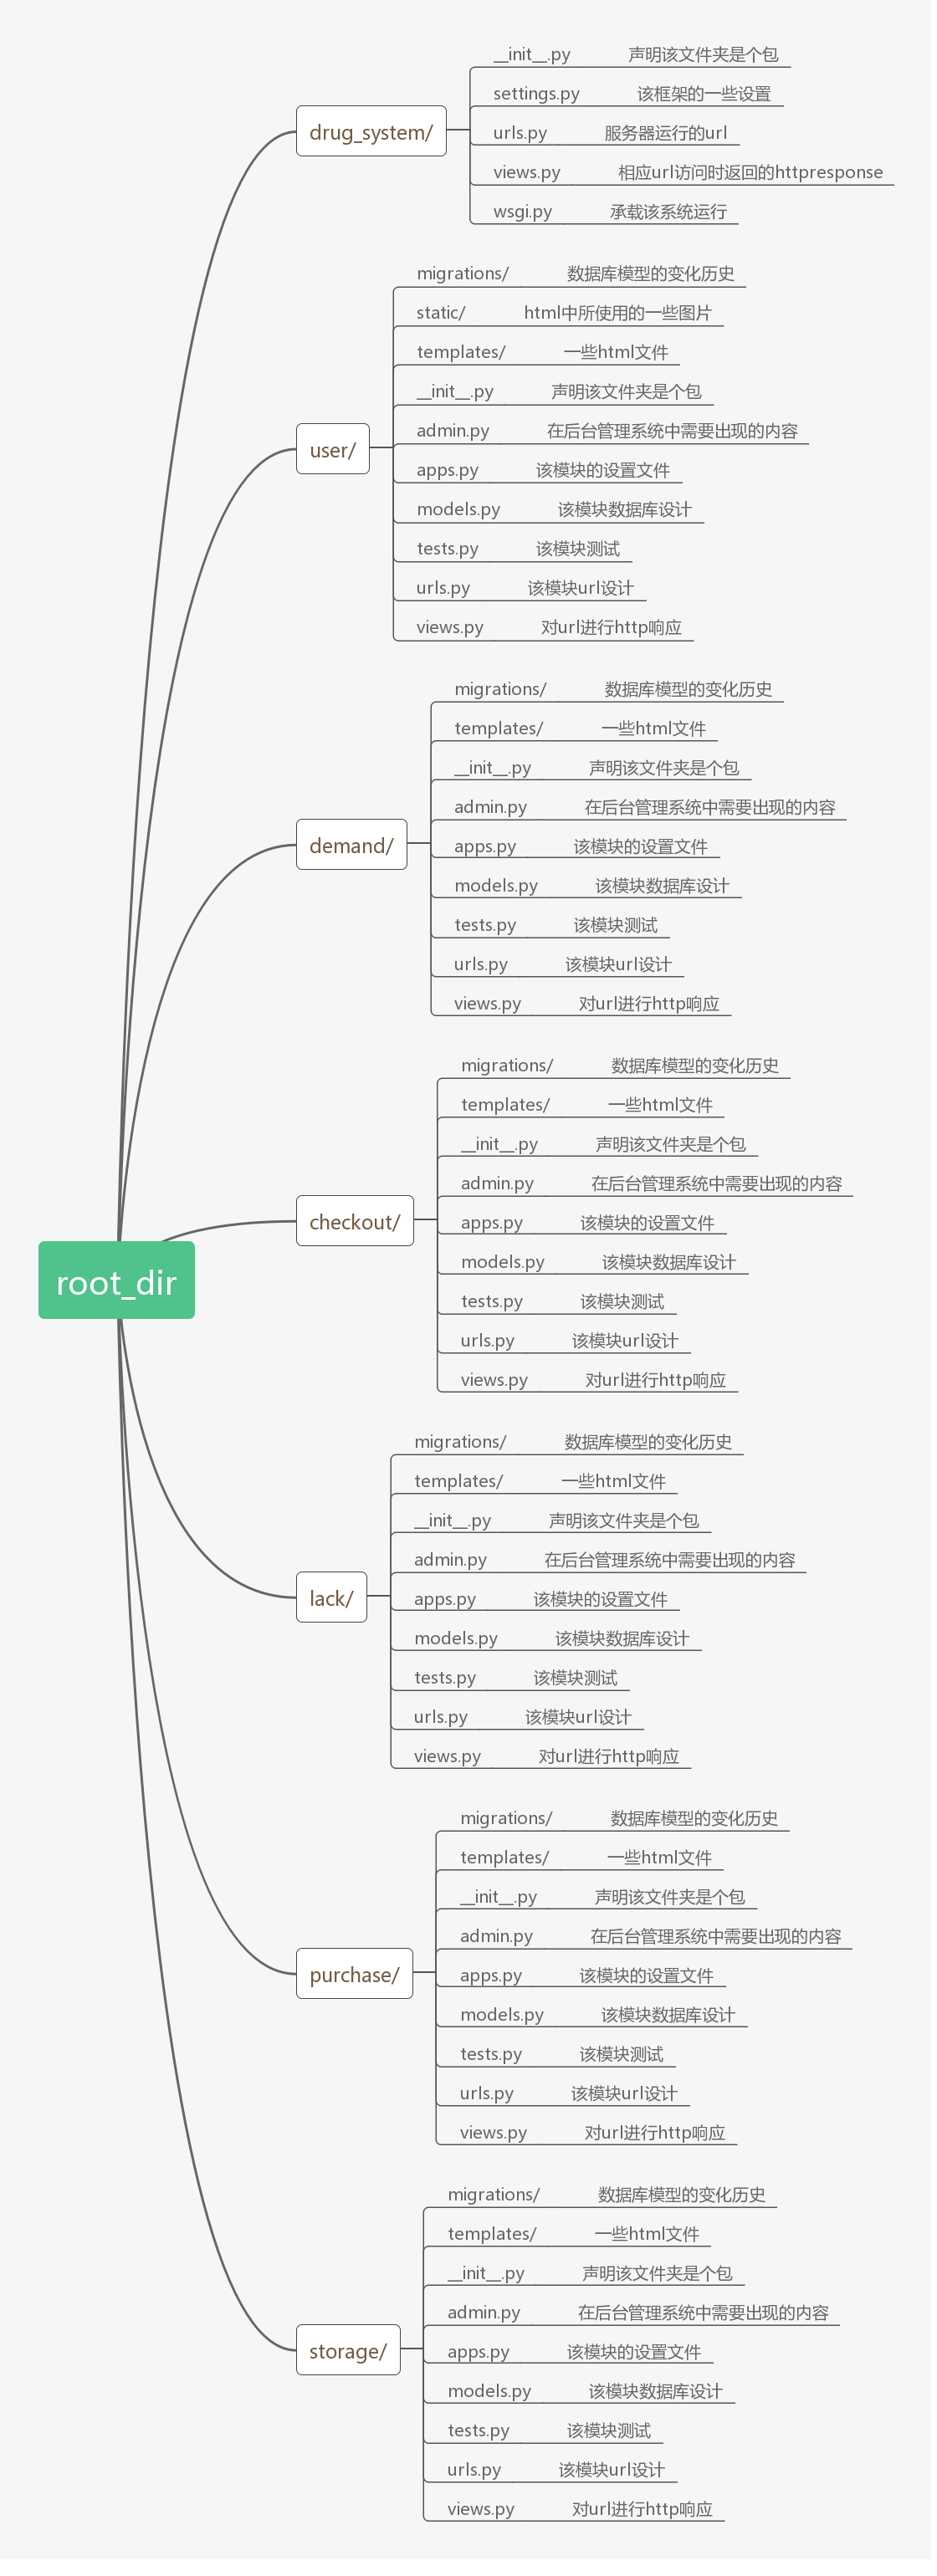 root_dir
drug_system/
__init__.py 声明该文件夹是个包
settings.py 该框架的一些设置
urls.py 服务器运行的url
views.py 相应url访问时返回的httpresponse
wsgi.py 承载该系统运行
user/
migrations/ 数据库模型的变化历史
static/ html中所使用的一些图片
templates/ 一些html文件
__init__.py 声明该文件夹是个包
admin.py 在后台管理系统中需要出现的内容
apps.py 该模块的设置文件
models.py 该模块数据库设计
tests.py 该模块测试
urls.py 该模块url设计
views.py 对url进行http响应
demand/
migrations/ 数据库模型的变化历史
templates/ 一些html文件
__init__.py 声明该文件夹是个包
admin.py 在后台管理系统中需要出现的内容
apps.py 该模块的设置文件
models.py 该模块数据库设计
tests.py 该模块测试
urls.py 该模块url设计
views.py 对url进行http响应
checkout/
migrations/ 数据库模型的变化历史
templates/ 一些html文件
__init__.py 声明该文件夹是个包
admin.py 在后台管理系统中需要出现的内容
apps.py 该模块的设置文件
models.py 该模块数据库设计
tests.py 该模块测试
urls.py 该模块url设计
views.py 对url进行http响应
lack/
migrations/ 数据库模型的变化历史
templates/ 一些html文件
__init__.py 声明该文件夹是个包
admin.py 在后台管理系统中需要出现的内容
apps.py 该模块的设置文件
models.py 该模块数据库设计
tests.py 该模块测试
urls.py 该模块url设计
views.py 对url进行http响应
purchase/
migrations/ 数据库模型的变化历史
templates/ 一些html文件
__init__.py 声明该文件夹是个包
admin.py 在后台管理系统中需要出现的内容
apps.py 该模块的设置文件
models.py 该模块数据库设计
tests.py 该模块测试
urls.py 该模块url设计
views.py 对url进行http响应
storage/
migrations/ 数据库模型的变化历史
templates/ 一些html文件
__init__.py 声明该文件夹是个包
admin.py 在后台管理系统中需要出现的内容
apps.py 该模块的设置文件
models.py 该模块数据库设计
tests.py 该模块测试
urls.py 该模块url设计
views.py 对url进行http响应